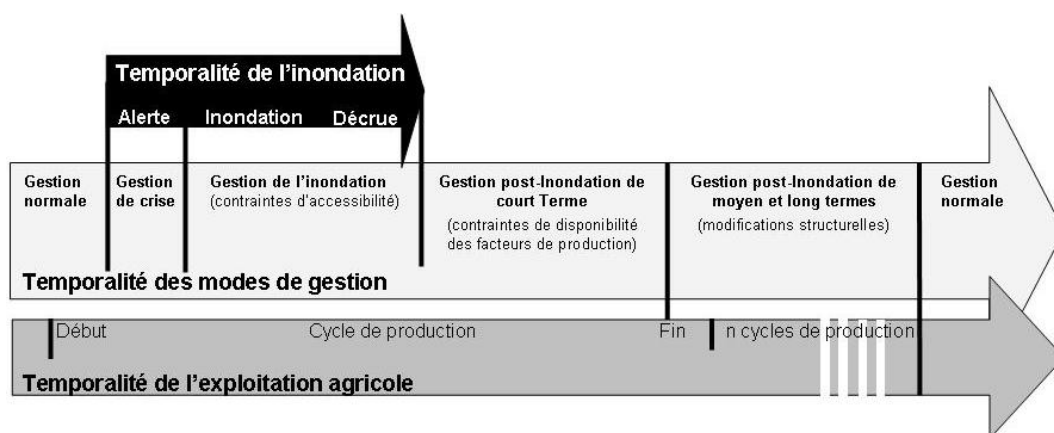 Temporalité de l'inondation
Alerte Inondation Décrue
Gestion normale
Gestion de crise
Gestion de l'inondation
(contraintes d'accessibilité)
Gestion post-Inondation de
court Terme
(contraintes de disponibilité
des facteurs de production)
Gestion post-Inondation de
moyen et long termes
(modifications structurelles)
Gestion
normale
Temporalité des modes de gestion
Début Cycle de production Fin n cycles de production
Temporalité de l'exploitation agricole